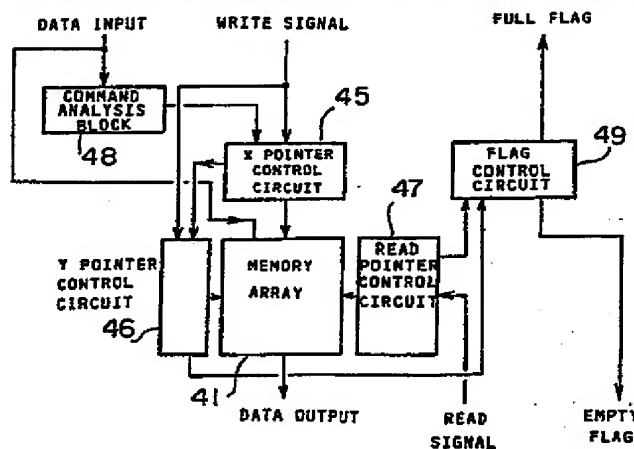 DATA INPUT
WRITE SIGNAL
FULL FLAG
COMMAND
ANALYSIS
BLOCK
48
45
X POINTER
CONTROL
CIRCUIT
FLAG
CONTROL
CIRCUIT
49
47
Y POINTER
CONTROL
CIRCUIT
46
MEMORY
ARRAY
41
READ
POINTER
CONTROL
CIRCUIT
DATA OUTPUT
READ
SIGNAL
EMPTY
FLAG